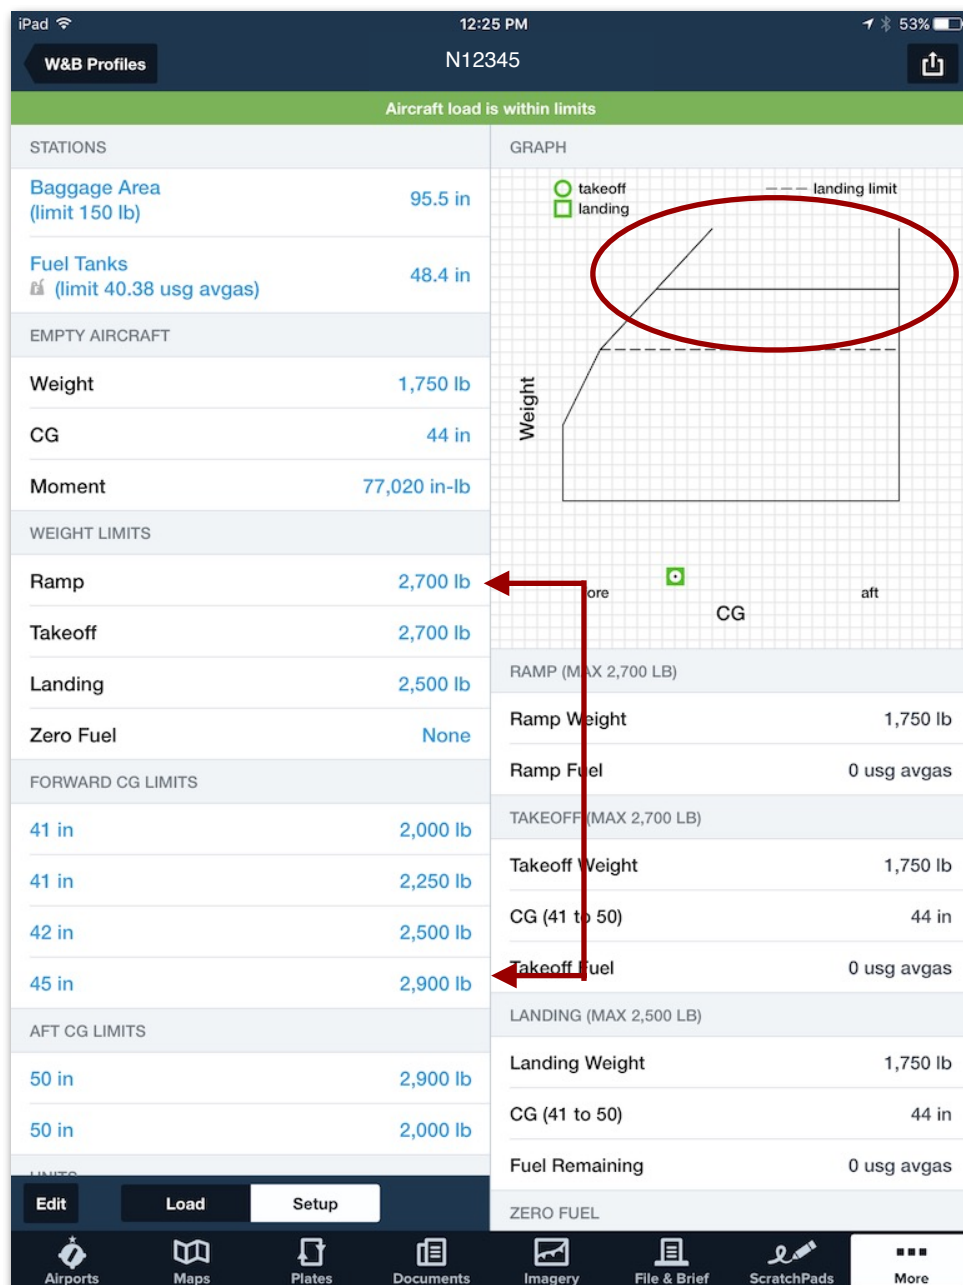 iPad 12:25 PM 53%
W&B Profiles N12345
Aircraft load is within limits
STATIONS
Baggage Area
(limit 150 lb) 95.5 in
Fuel Tanks
(limit 40.38 usg avgas) 48.4 in
EMPTY AIRCRAFT
Weight 1,750 lb
CG 44 in
Moment 77,020 in-lb
WEIGHT LIMITS
Ramp 2,700 lb
Takeoff 2,700 lb
Landing 2,500 lb
Zero Fuel None
FORWARD CG LIMITS
41 in 2,000 lb
41 in 2,250 lb
42 in 2,500 lb
45 in 2,900 lb
AFT CG LIMITS
50 in 2,900 lb
50 in 2,000 lb
UNITS
Edit Load Setup
GRAPH
takeoff
landing
landing limit
Weight
ore
aft
CG
RAMP (MAX 2,700 LB)
Ramp Weight 1,750 lb
Ramp Fuel 0 usg avgas
TAKEOFF (MAX 2,700 LB)
Takeoff Weight 1,750 lb
CG (41 to 50) 44 in
Takeoff Fuel 0 usg avgas
LANDING (MAX 2,500 LB)
Landing Weight 1,750 lb
CG (41 to 50) 44 in
Fuel Remaining 0 usg avgas
ZERO FUEL
Airports Maps Plates Documents Imagery File & Brief ScratchPads More